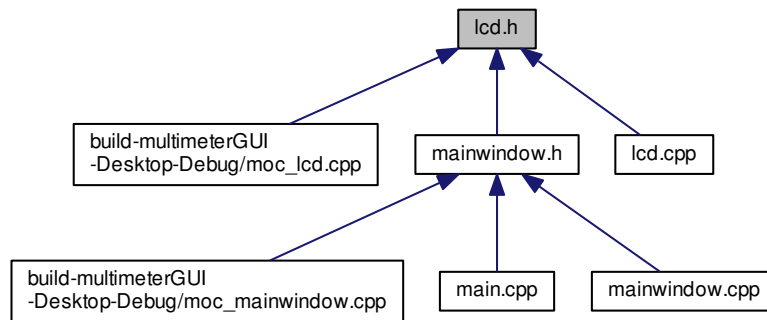 lcd.h
build-multimeterGUI
-Desktop-Debug/moc_lcd.cpp
mainwindow.h
lcd.cpp
build-multimeterGUI
-Desktop-Debug/moc_mainwindow.cpp
main.cpp
mainwindow.cpp